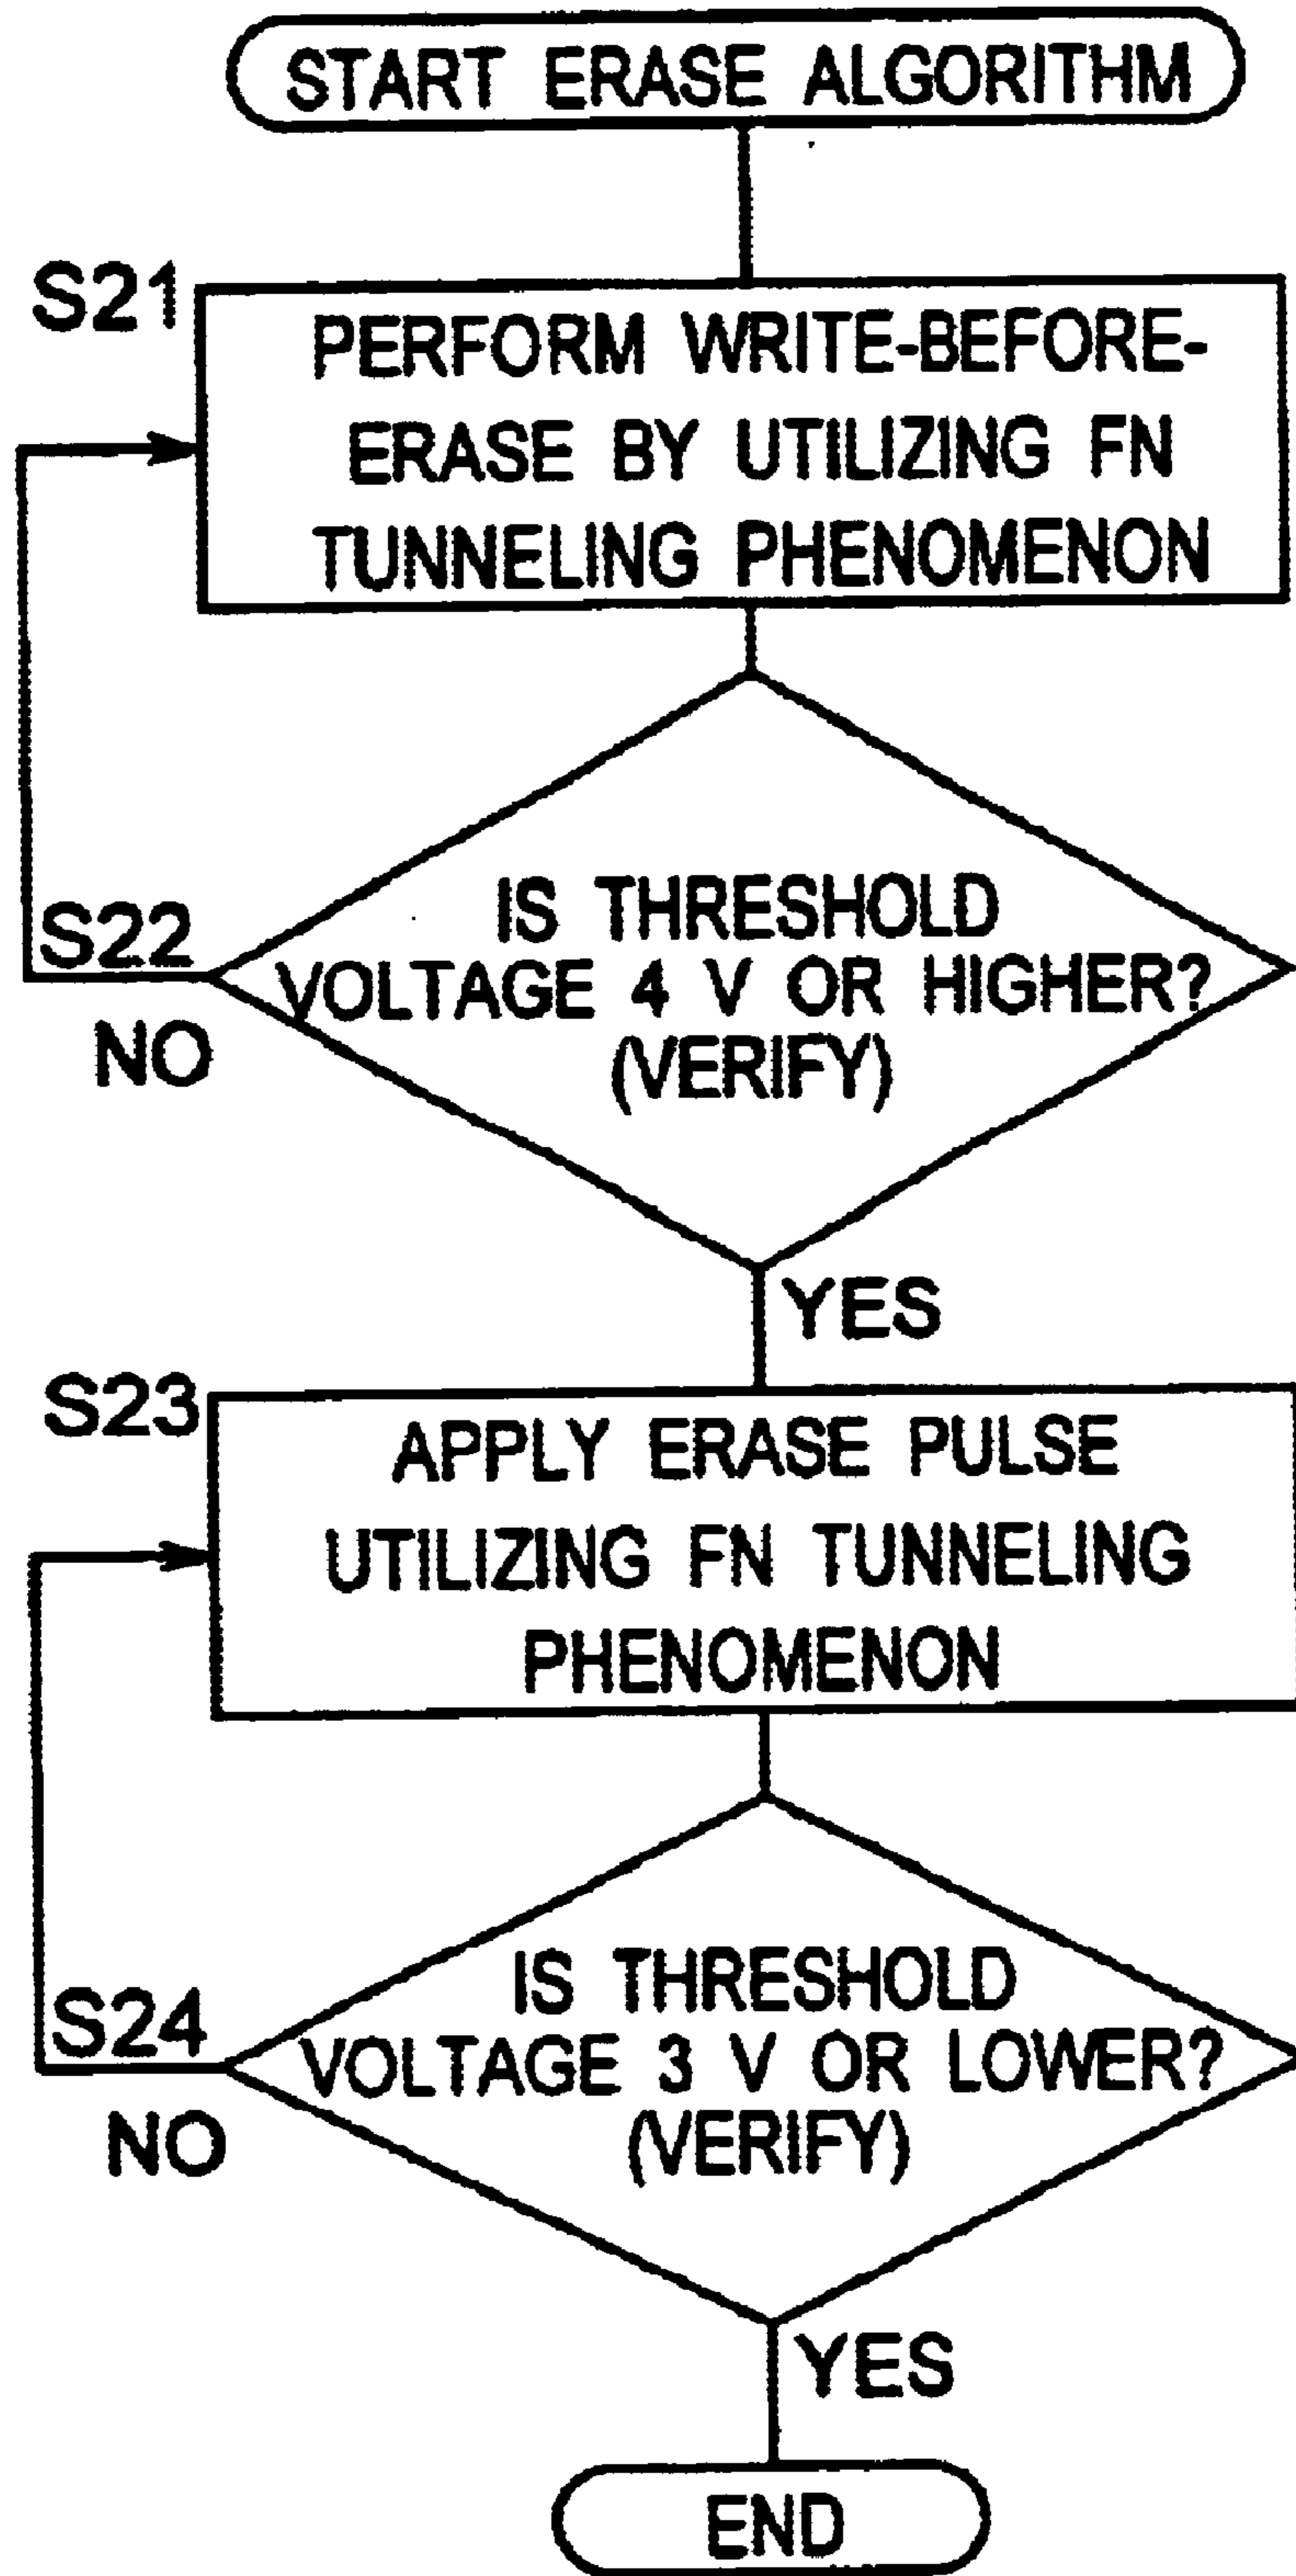 START ERASE ALGORITHM
S21
PERFORM WRITE-BEFORE-
ERASE BY UTILIZING FN
TUNNELING PHENOMENON
IS THRESHOLD
S22
VOLTAGE 4 V OR HIGHER?
NO
(VERIFY)
YES
S23
APPLY ERASE PULSE
UTILIZING FN TUNNELING
PHENOMENON
IS THRESHOLD
S24
VOLTAGE 3 V OR LOWER?
NO
(VERIFY)
YES
END